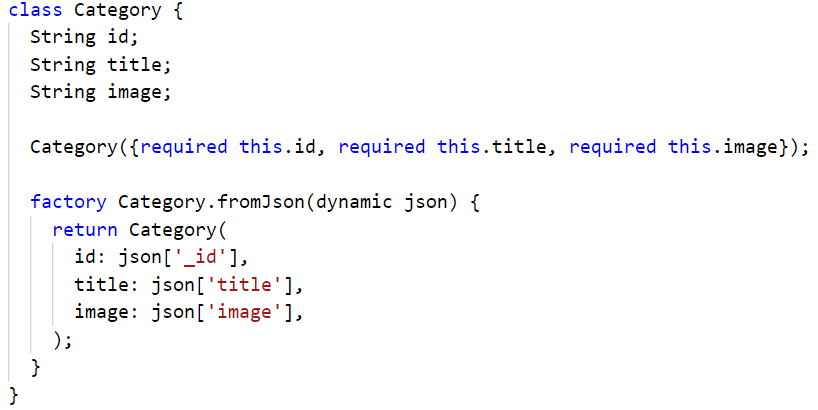 class Category {
  String id;
  String title;
  String image;

  Category({required this.id, required this.title, required this.image});

  factory Category.fromJson(dynamic json) {
    return Category(
      id: json['_id'],
      title: json['title'],
      image: json['image'],
    );
  }
}